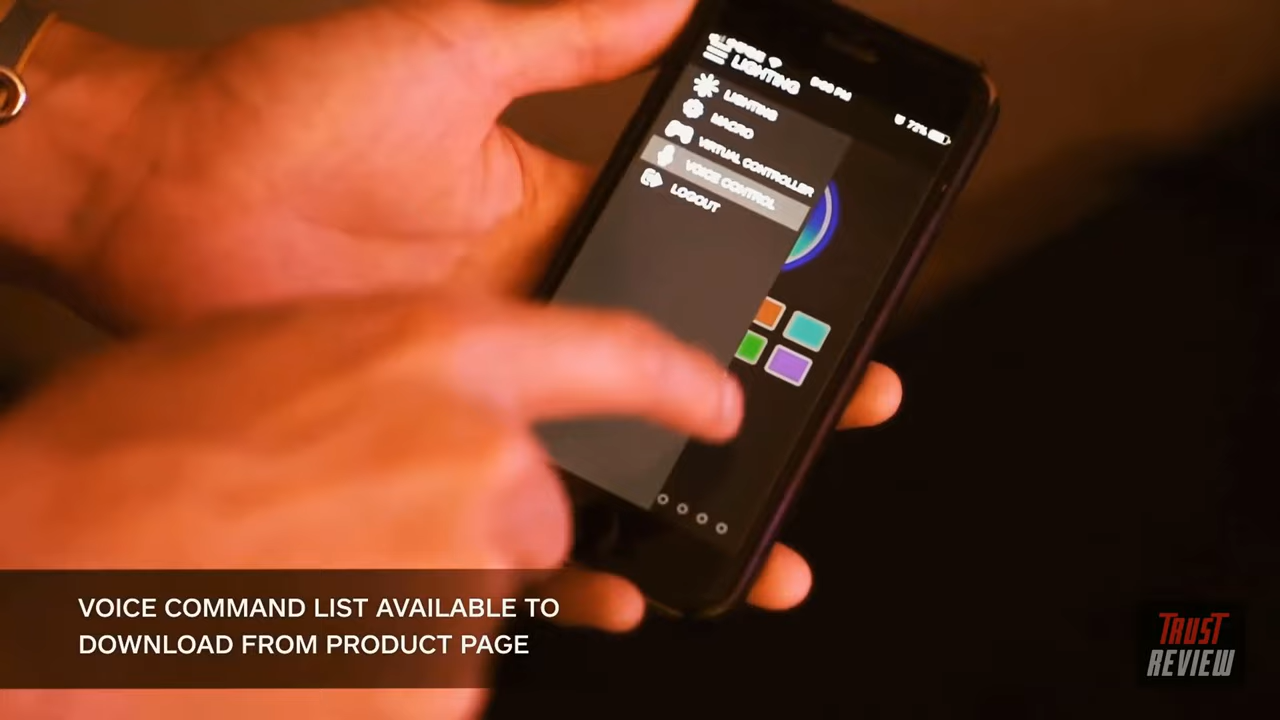 LIGHTING
72%
LIGHTING
MACRO
VIRTUAL CONTROLLER
VOICE CONTROL
LOGOUT
VOICE COMMAND LIST AVAILABLE TO
DOWNLOAD FROM PRODUCT PAGE
TRUST
REVIEW